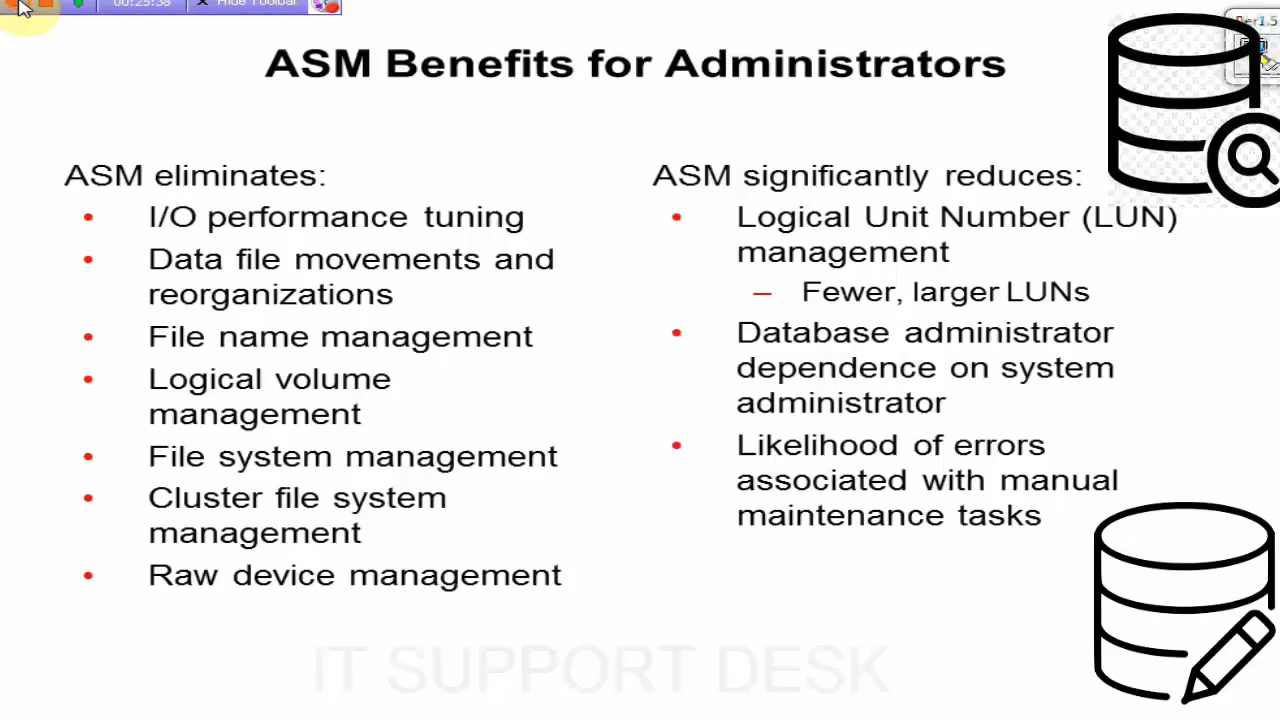 00:25:30 Hide Toolbar
ASM Benefits for Administrators
ASM eliminates:
• I/O performance tuning
• Data file movements and
reorganizations
• File name management
• Logical volume
management
• File system management
• Cluster file system
management
• Raw device management
ASM significantly reduces:
• Logical Unit Number (LUN)
management
– Fewer, larger LUNs
• Database administrator
dependence on system
administrator
• Likelihood of errors
associated with manual
maintenance tasks
IT SUPPORT DESK